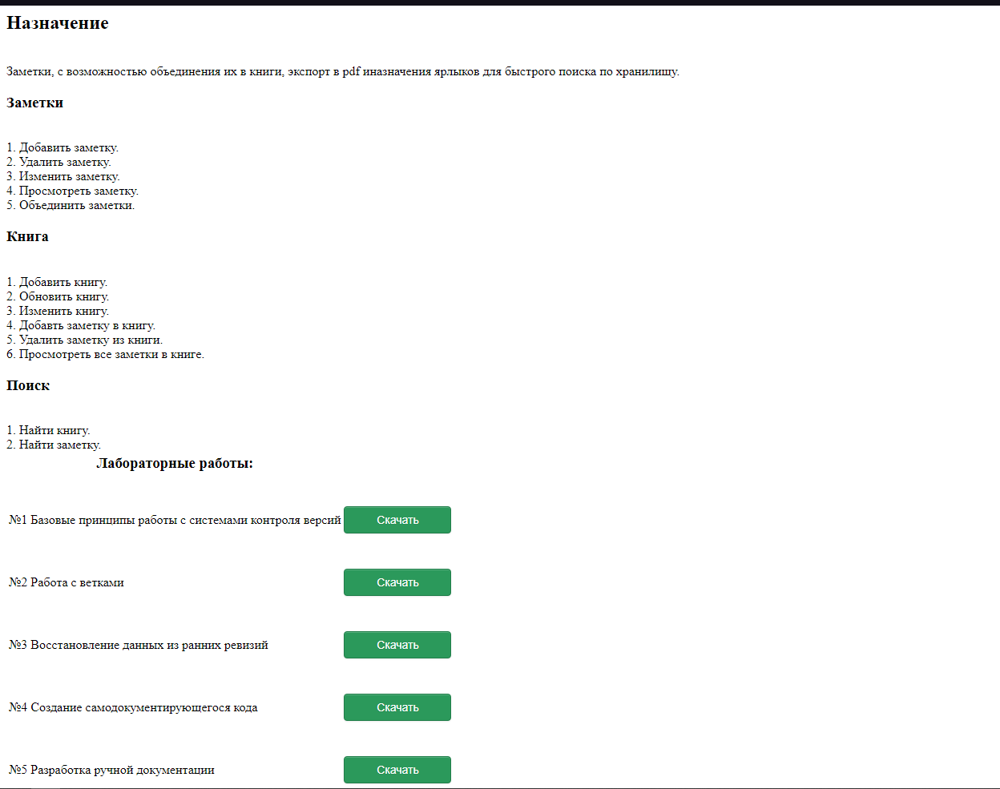 Назначение
Заметки, с возможностью объединения их в книги, экспорт в pdf иназначения ярлыков для быстрого поиска по хранилишу.
Заметки
1. Добавить заметку.
2. Удалить заметку.
3. Изменить заметку.
4. Просмотреть заметку.
5. Объединить заметки.
Книга
1. Добавить книгу.
2. Обновить книгу.
3. Изменить книгу.
4. Добавть заметку в книгу.
5. Удалить заметку из книги.
6. Просмотреть все заметки в книге.
Поиск
1. Найти книгу.
2. Найти заметку.
Лабораторные работы:
№1 Базовые принципы работы с системами контроля версий Скачать
№2 Работа с ветками Скачать
№3 Восстановление данных из ранних ревизий Скачать
№4 Создание самодокументирующегося кода Скачать
№5 Разработка ручной документации Скачать